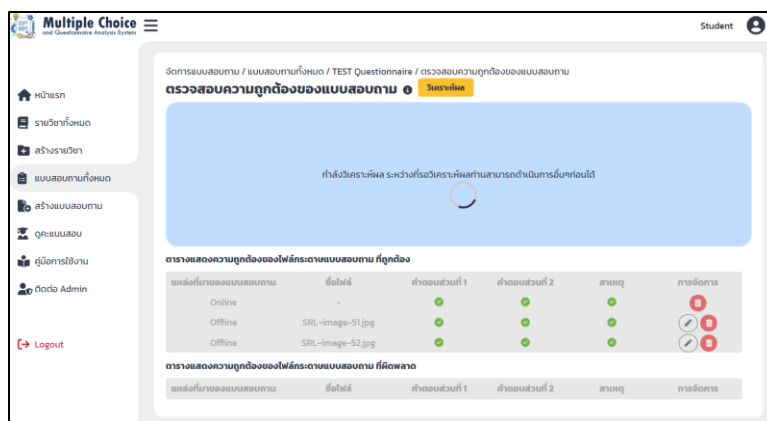 Multiple Choice
and Questionnaire Analysis System
Student
จัดการแบบสอบถาม / แบบสอบถามทั้งหมด / TEST Questionnaire / ตรวจสอบความถูกต้องของแบบสอบถาม
ตรวจสอบความถูกต้องของแบบสอบถาม วิเคราะห์ผล
หน้าแรก
รายวิชาทั้งหมด
สร้างรายวิชา
แบบสอบถามทั้งหมด
สร้างแบบสอบถาม
ดูคะแนนสอบ
คู่มือการใช้งาน
ติดต่อ Admin
Logout
กำลังวิเคราะห์ผล ระหว่างที่รอวิเคราะห์ผลท่านสามารถดำเนินการอื่นๆก่อนได้
ตารางแสดงความถูกต้องของไฟล์กระดาษแบบสอบถาม ที่ถูกต้อง
แหล่งที่มาของแบบสอบถาม ชื่อไฟล์ คำตอบส่วนที่ 1 คำตอบส่วนที่ 2 สาเหตุ การจัดการ
Online -
Offline SRL-image-51.jpg
Offline SRL-image-52.jpg
ตารางแสดงความถูกต้องของไฟล์กระดาษแบบสอบถาม ที่ผิดพลาด
แหล่งที่มาของแบบสอบถาม ชื่อไฟล์ คำตอบส่วนที่ 1 คำตอบส่วนที่ 2 สาเหตุ การจัดการ